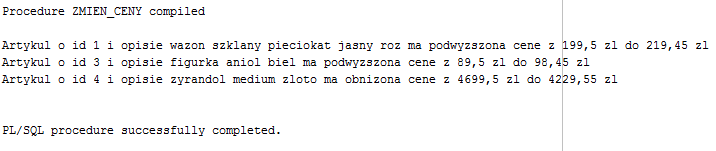 Procedure ZMIEN_CENY compiled
Artykul o id 1 i opisie wazon szklany pieciokat jasny roz ma podwyzszona cene z 199,5 zl do 219,45 zl
Artykul o id 3 i opisie figurka aniol biel ma podwyzszona cene z 89,5 zl do 98,45 zl
Artykul o id 4 i opisie zyrandol medium zloto ma obnizona cene z 4699,5 zl do 4229,55 zl
PL/SQL procedure successfully completed.